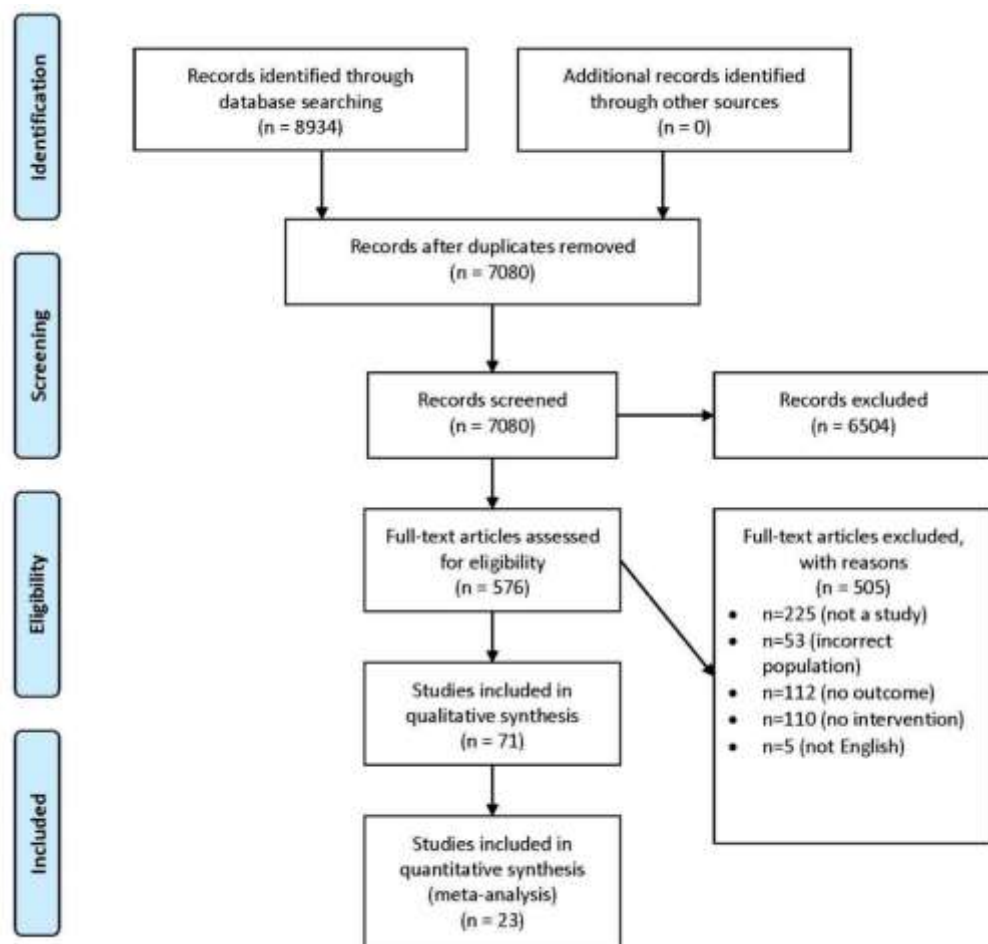 Identification
Records identified through
database searching
(n = 8934)
Additional records identified
through other sources
(n = 0)
Records after duplicates removed
(n = 7080)
Screening
Records screened
(n = 7080)
Records excluded
(n = 6504)
Eligibility
Full-text articles assessed
for eligibility
(n = 576)
Full-text articles excluded,
with reasons
(n = 505)
• n=225 (not a study)
• n=53 (incorrect
population)
• n=112 (no outcome)
• n=110 (no intervention)
• n=5 (not English)
Studies included in
qualitative synthesis
(n = 71)
Included
Studies included in
quantitative synthesis
(meta-analysis)
(n = 23)